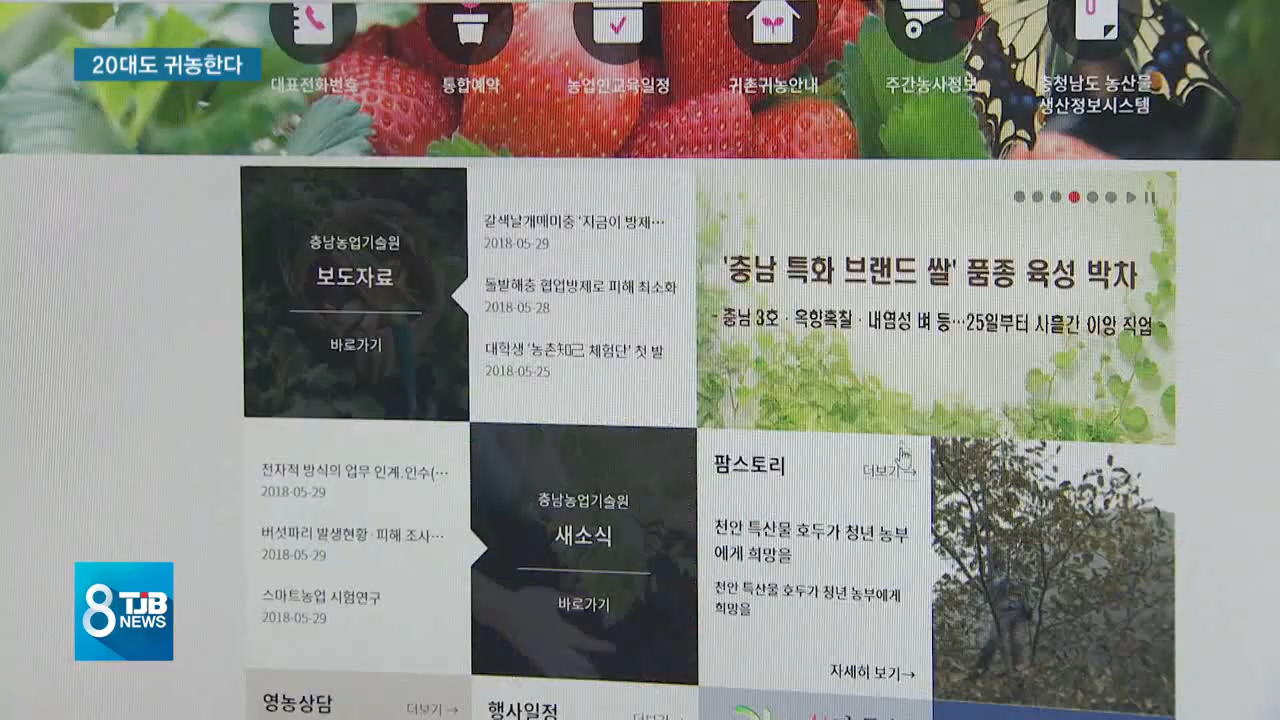 20대도 귀농한다
대표전화번호
통합예약
농업인교육일정
귀촌귀농안내
주간농사정보
충청남도 농산물
생산정보시스템
충남농업기술원
보도자료
바로가기
갈색날개매미충 '지금이 방제…
2018-05-29
돌발해충 협업방제로 피해 최소화
2018-05-28
대학생 '농촌知己 체험단' 첫 발
2018-05-25
'충남 특화 브랜드 쌀' 품종 육성 박차
- 충남 3호·옥향흑찰·내염성 벼 등…25일부터 사흘간 이앙 작업 -
전자적 방식의 업무 인계.인수(…
2018-05-29
버섯파리 발생현황·피해 조사…
2018-05-29
스마트농업 시험연구
2018-05-29
충남농업기술원
새소식
바로가기
팜스토리
더보기→
천안 특산물 호두가 청년 농부
에게 희망을
천안 특산물 호두가 청년 농부에게
희망을
자세히 보기→
8 TJB
NEWS
영농상담
더보기 →
행사일정